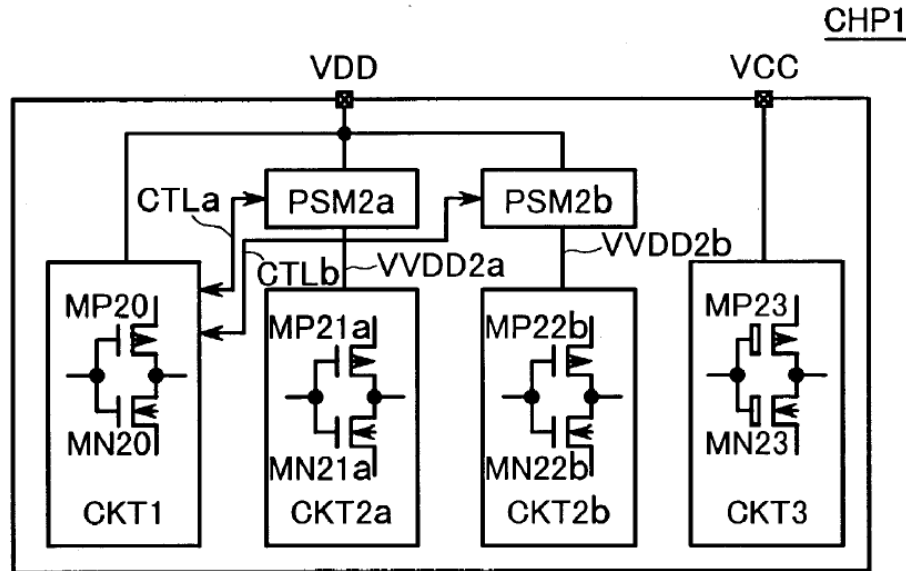 CHP1
VDD
VCC
CTLa
PSM2a
PSM2b
CTLb
VVDD2a
VVDD2b
MP20
MP21a
MP22b
MP23
MN20
MN21a
MN22b
MN23
CKT1
CKT2a
CKT2b
CKT3